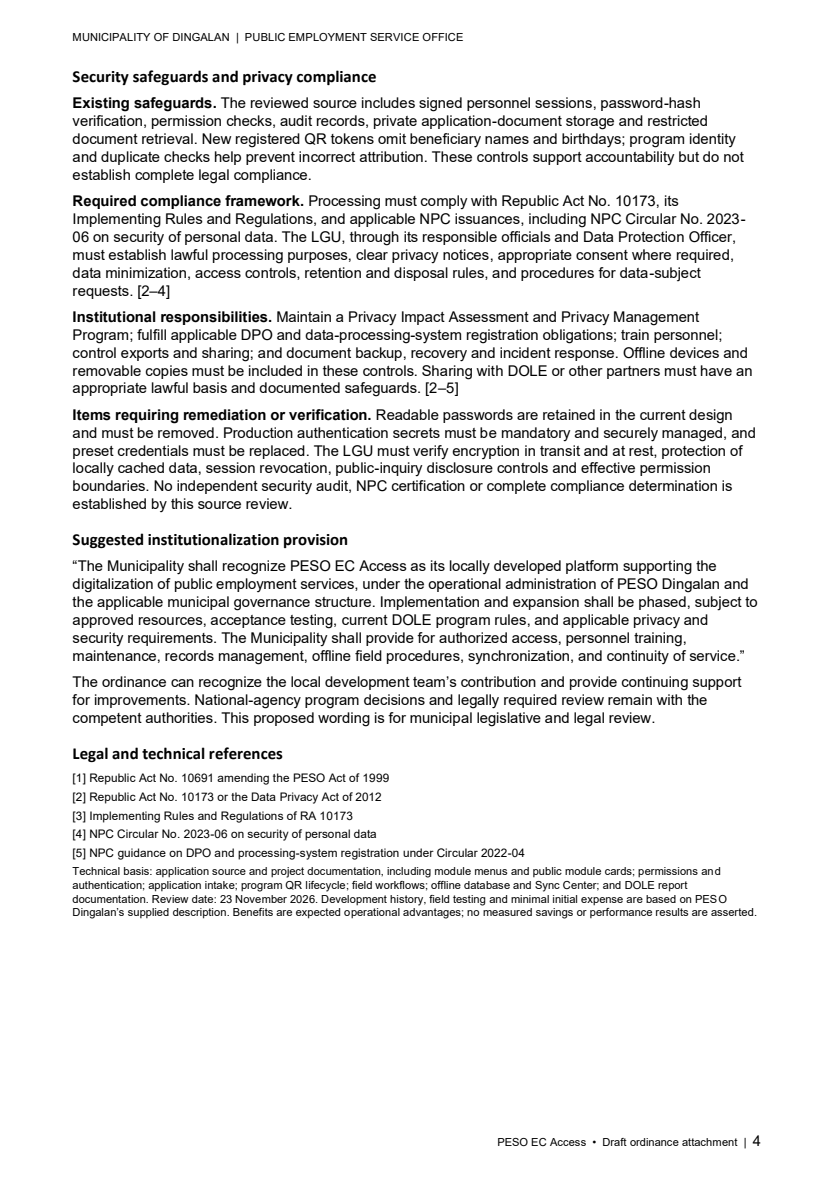 MUNICIPALITY OF DINGALAN | PUBLIC EMPLOYMENT SERVICE OFFICE
Security safeguards and privacy compliance
Existing safeguards. The reviewed source includes signed personnel sessions, password-hash
verification, permission checks, audit records, private application-document storage and restricted
document retrieval. New registered QR tokens omit beneficiary names and birthdays; program identity
and duplicate checks help prevent incorrect attribution. These controls support accountability but do not
establish complete legal compliance.
Required compliance framework. Processing must comply with Republic Act No. 10173, its
Implementing Rules and Regulations, and applicable NPC issuances, including NPC Circular No. 2023-
06 on security of personal data. The LGU, through its responsible officials and Data Protection Officer,
must establish lawful processing purposes, clear privacy notices, appropriate consent where required,
data minimization, access controls, retention and disposal rules, and procedures for data-subject
requests. [2–4]
Institutional responsibilities. Maintain a Privacy Impact Assessment and Privacy Management
Program; fulfill applicable DPO and data-processing-system registration obligations; train personnel;
control exports and sharing; and document backup, recovery and incident response. Offline devices and
removable copies must be included in these controls. Sharing with DOLE or other partners must have an
appropriate lawful basis and documented safeguards. [2–5]
Items requiring remediation or verification. Readable passwords are retained in the current design
and must be removed. Production authentication secrets must be mandatory and securely managed, and
preset credentials must be replaced. The LGU must verify encryption in transit and at rest, protection of
locally cached data, session revocation, public-inquiry disclosure controls and effective permission
boundaries. No independent security audit, NPC certification or complete compliance determination is
established by this source review.
Suggested institutionalization provision
“The Municipality shall recognize PESO EC Access as its locally developed platform supporting the
digitalization of public employment services, under the operational administration of PESO Dingalan and
the applicable municipal governance structure. Implementation and expansion shall be phased, subject to
approved resources, acceptance testing, current DOLE program rules, and applicable privacy and
security requirements. The Municipality shall provide for authorized access, personnel training,
maintenance, records management, offline field procedures, synchronization, and continuity of service.”
The ordinance can recognize the local development team’s contribution and provide continuing support
for improvements. National-agency program decisions and legally required review remain with the
competent authorities. This proposed wording is for municipal legislative and legal review.
Legal and technical references
[1] Republic Act No. 10691 amending the PESO Act of 1999
[2] Republic Act No. 10173 or the Data Privacy Act of 2012
[3] Implementing Rules and Regulations of RA 10173
[4] NPC Circular No. 2023-06 on security of personal data
[5] NPC guidance on DPO and processing-system registration under Circular 2022-04
Technical basis: application source and project documentation, including module menus and public module cards; permissions and
authentication; application intake; program QR lifecycle; field workflows; offline database and Sync Center; and DOLE report
documentation. Review date: 23 November 2026. Development history, field testing and minimal initial expense are based on PESO
Dingalan’s supplied description. Benefits are expected operational advantages; no measured savings or performance results are asserted.
PESO EC Access • Draft ordinance attachment | 4